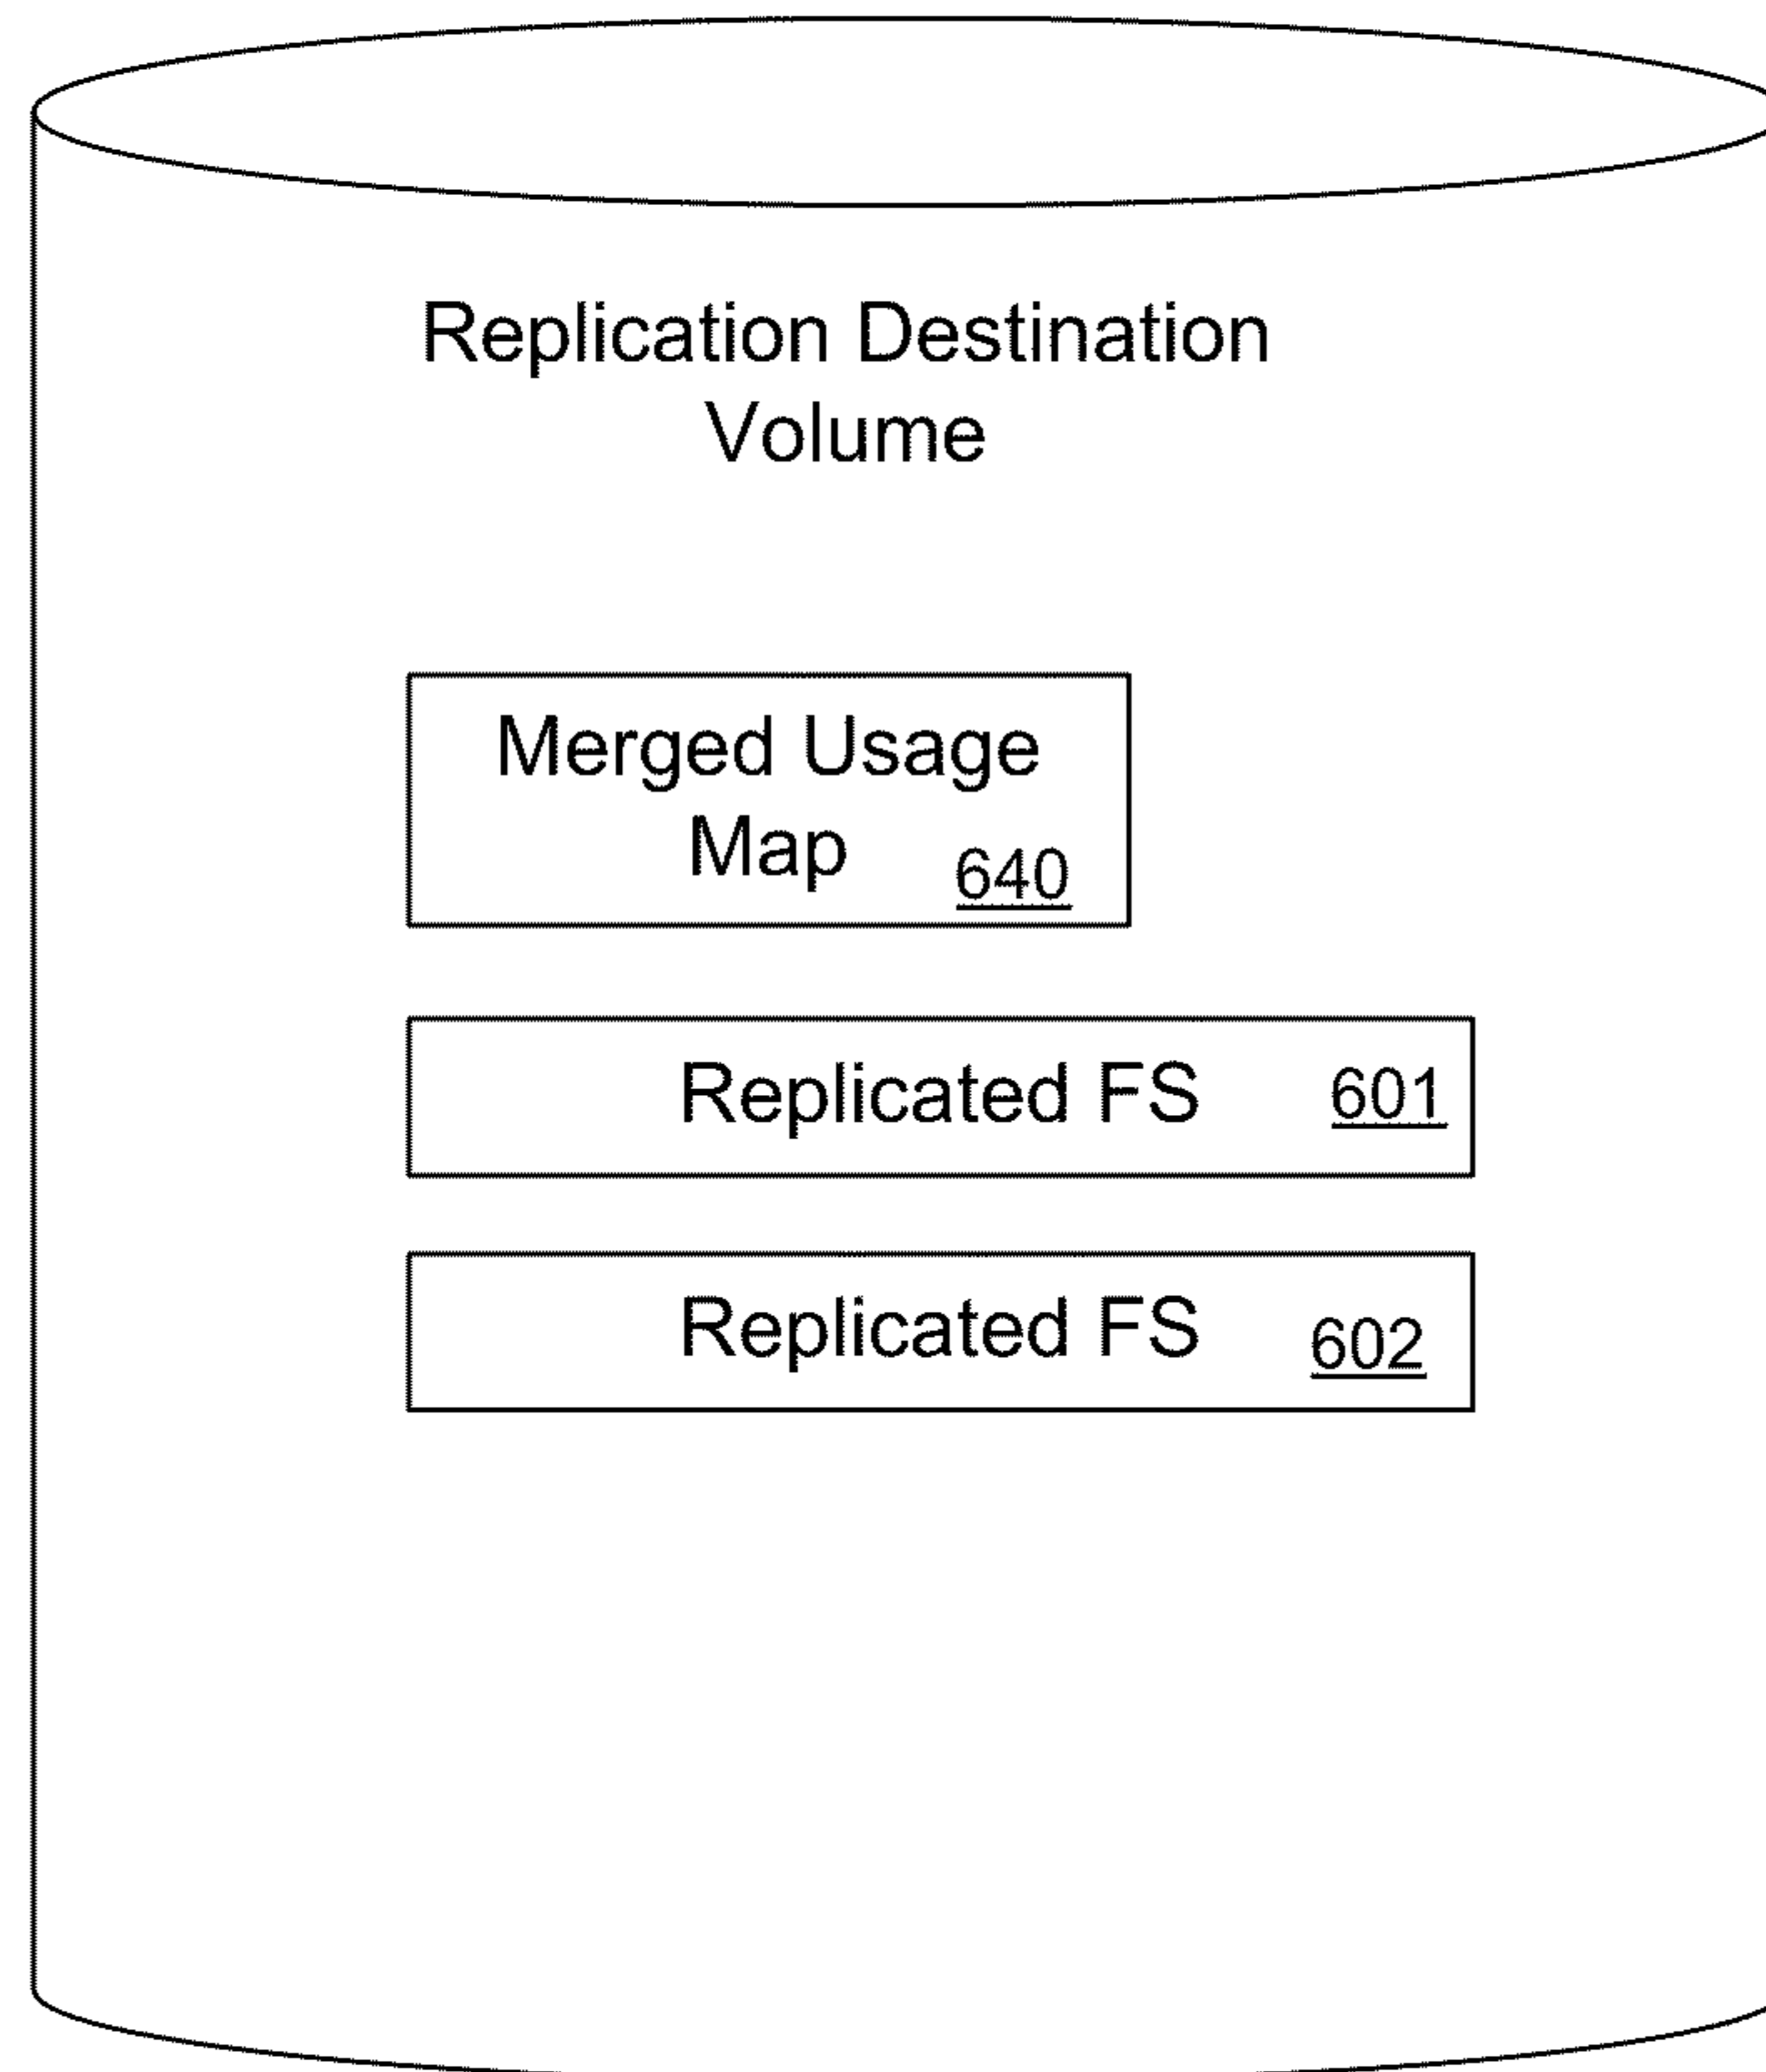 Replication Destination
Volume
Merged Usage
Map 640
Replicated FS 601
Replicated FS 602